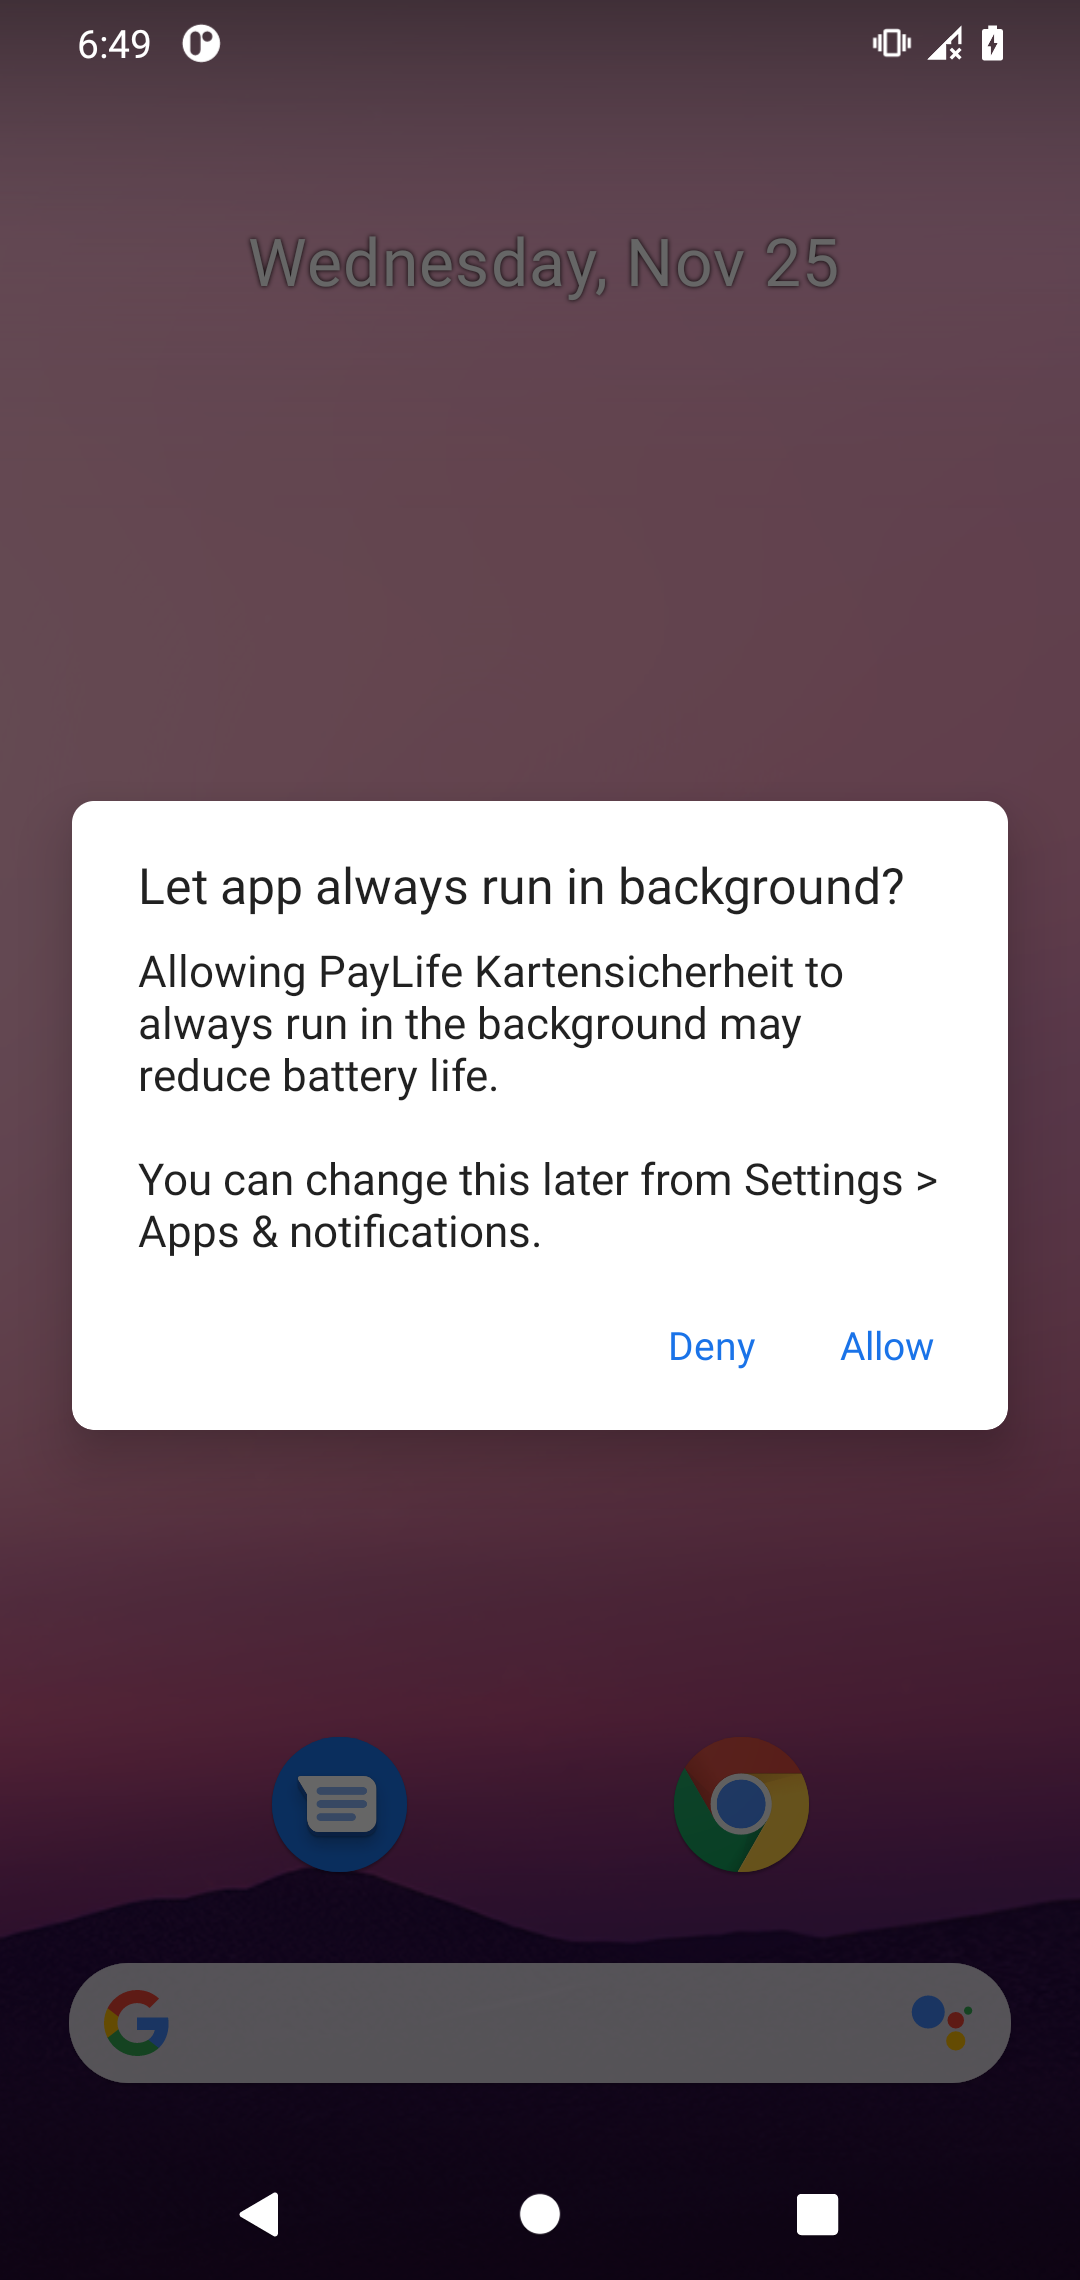 6:49
Wednesday, Nov 25
Let app always run in background?
Allowing PayLife Kartensicherheit to
always run in the background may
reduce battery life.
You can change this later from Settings >
Apps & notifications.
Deny Allow